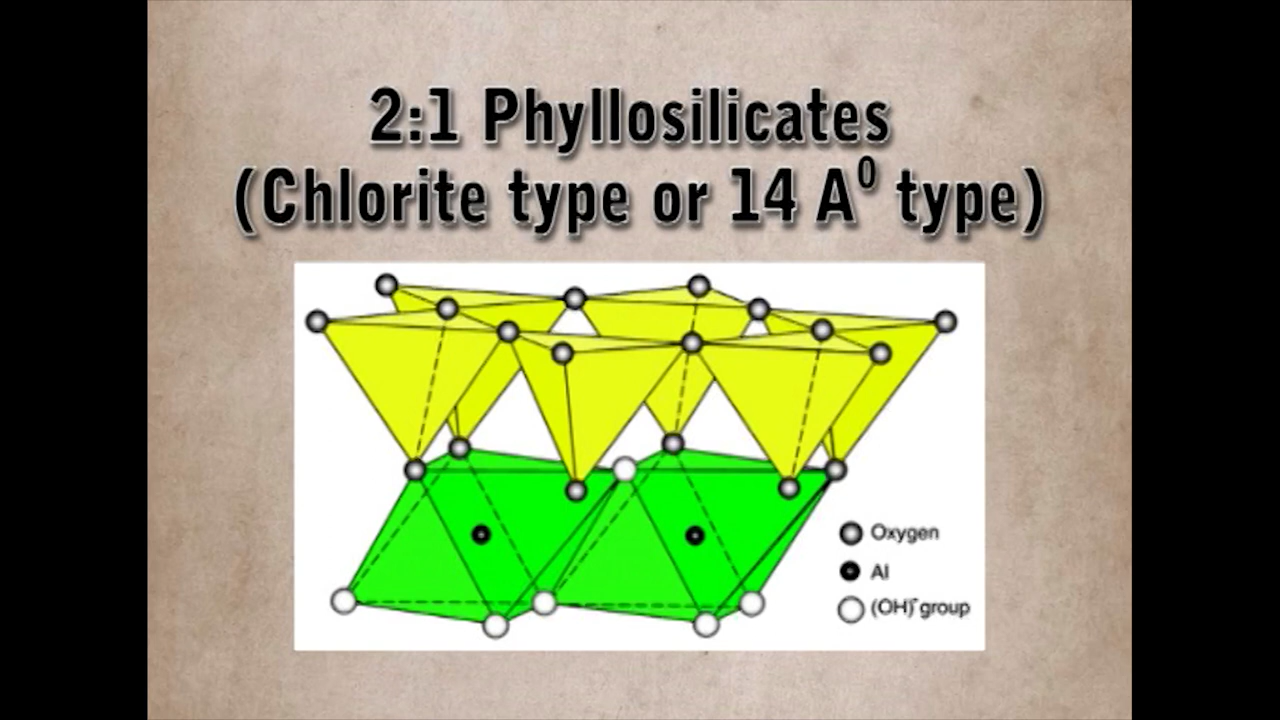 2:1 Phyllosilicates
(Chlorite type or 14 A⁰ type)
Oxygen
Al
(OH)⁻group